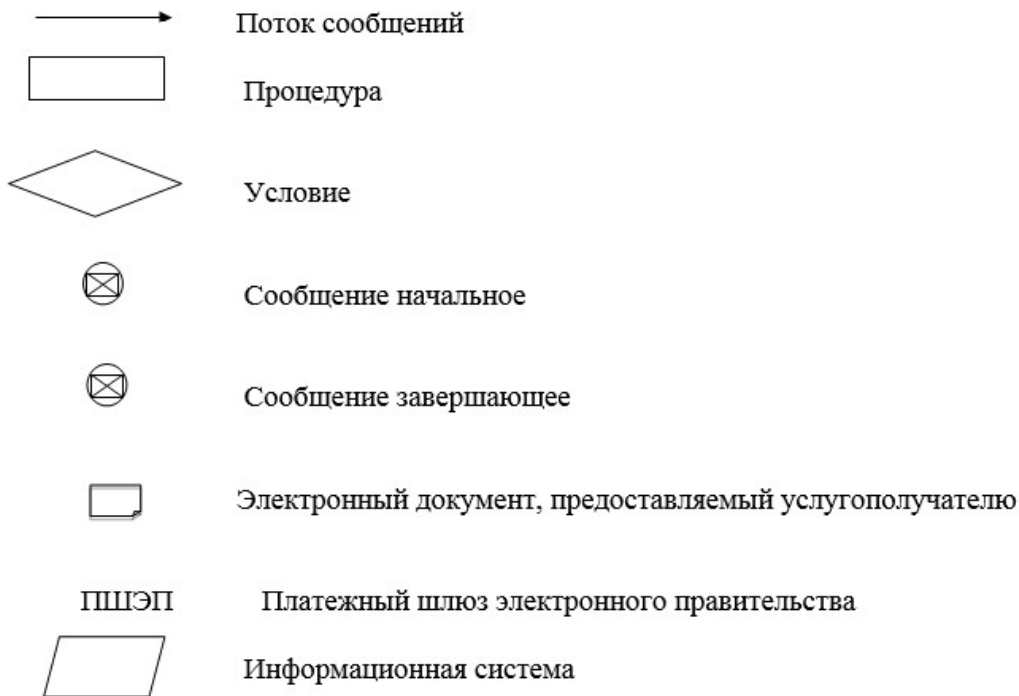 Поток сообщений
Процедура
Условие
Сообщение начальное
Сообщение завершающее
Электронный документ, предоставляемый услугополучателю
ПШЭП Платежный шлюз электронного правительства
Информационная система